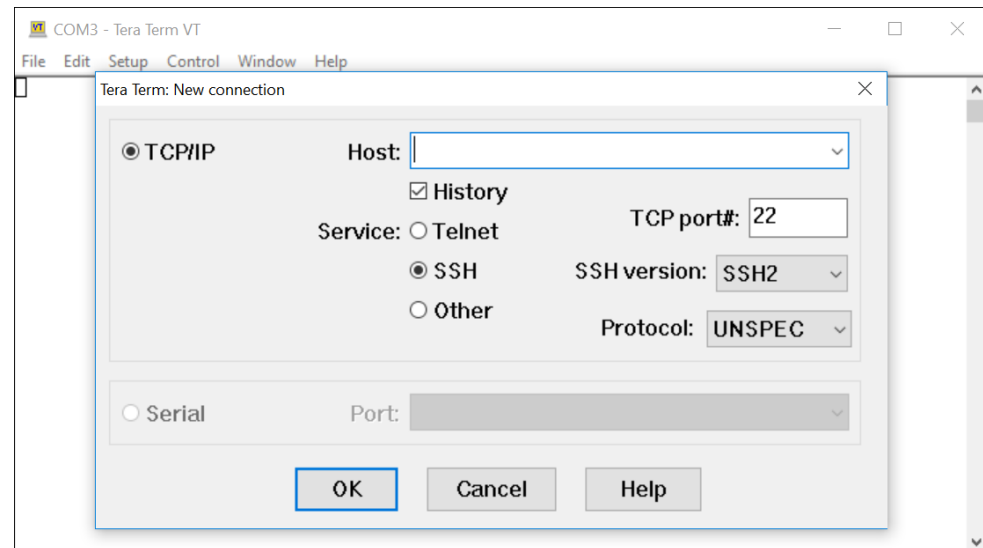 COM3 - Tera Term VT
File Edit Setup Control Window Help
Tera Term: New connection
TCP/IP Host:
History
Service: Telnet TCP port#: 22
SSH SSH version: SSH2
Other Protocol: UNSPEC
Serial Port:
OK Cancel Help